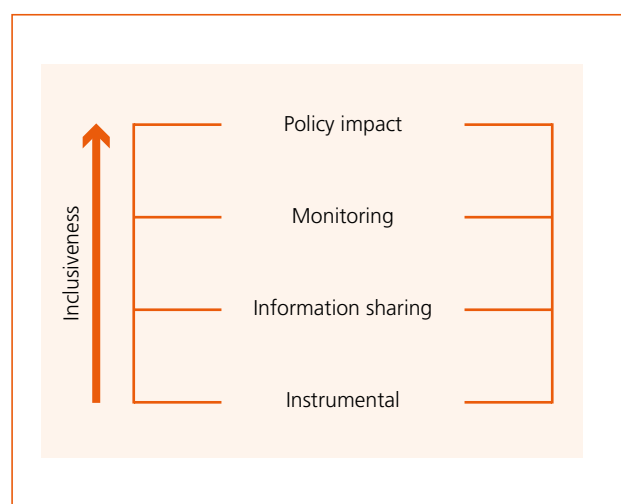 Policy impact
Monitoring
Inclusiveness
Information sharing
Instrumental